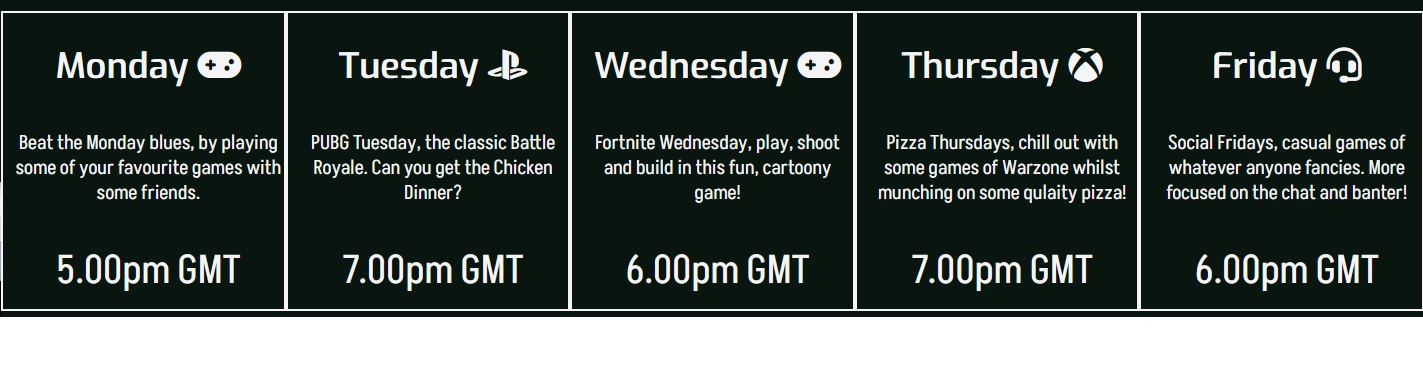 Monday
Beat the Monday blues, by playing
some of your favourite games with
some friends.
5.00pm GMT
Tuesday
PUBG Tuesday, the classic Battle
Royale. Can you get the Chicken
Dinner?
7.00pm GMT
Wednesday
Fortnite Wednesday, play, shoot
and build in this fun, cartoony
game!
6.00pm GMT
Thursday
Pizza Thursdays, chill out with
some games of Warzone whilst
munching on some qulaity pizza!
7.00pm GMT
Friday
Social Fridays, casual games of
whatever anyone fancies. More
focused on the chat and banter!
6.00pm GMT